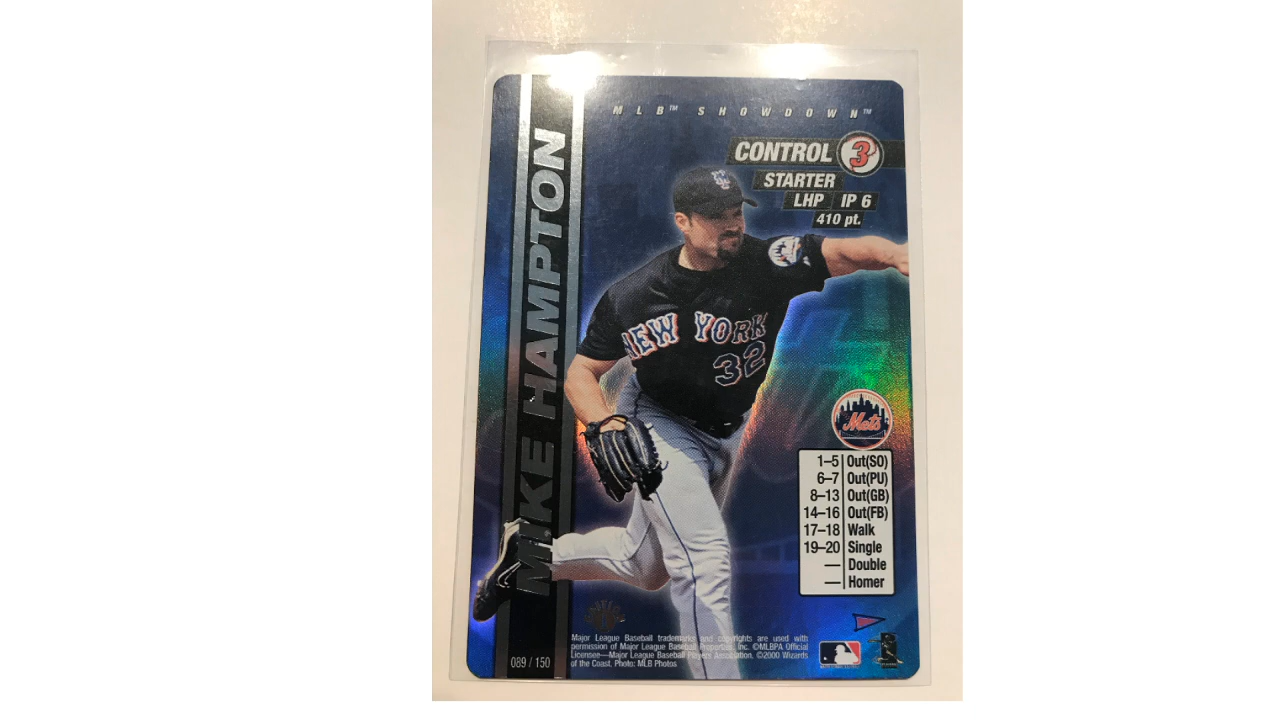 MLB™ SHOWDOWN™
MIKE HAMPTON
CONTROL 3
STARTER
LHP IP 6
410 pt.
NY
NEW YORK
32
Mets
1–5 Out(SO)
6–7 Out(PU)
8–13 Out(GB)
14–16 Out(FB)
17–18 Walk
19–20 Single
— Double
— Homer
Major League Baseball trademarks and copyrights are used with
permission of Major League Baseball Properties, Inc. ©MLBPA Official
Licensee—Major League Baseball Players Association. ©2000 Wizards
of the Coast. Photo: MLB Photos
089 / 150